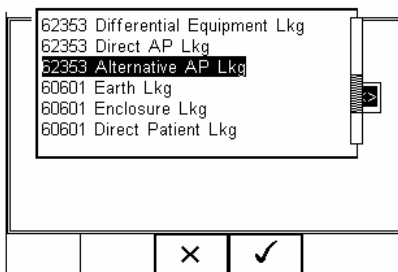 62353 Differential Equipment Lkg
62353 Direct AP Lkg
62353 Alternative AP Lkg
60601 Earth Lkg
60601 Enclosure Lkg
60601 Direct Patient Lkg
<>